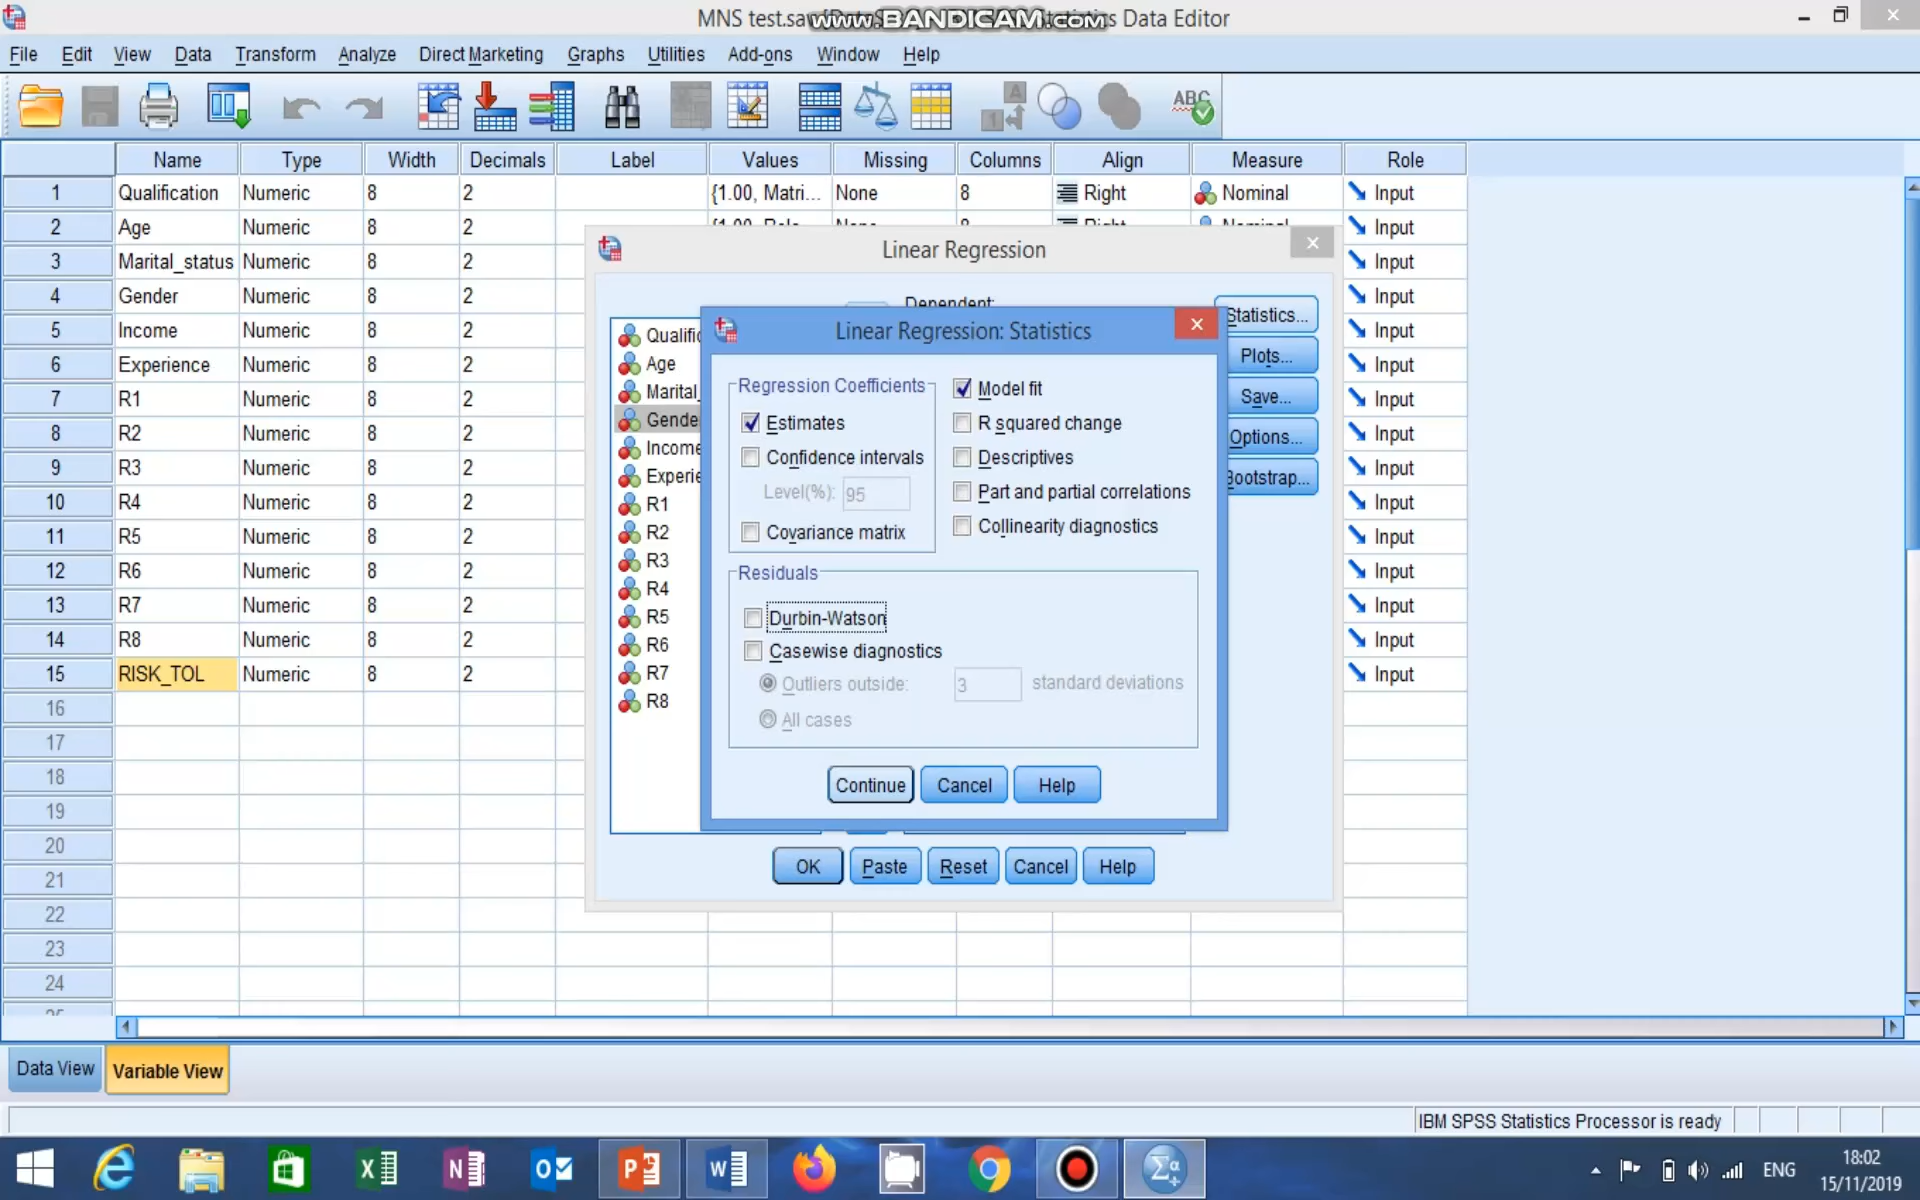 MNS test.sav [Data
www.BANDICAM.com
Statistics Data Editor
File Edit View Data Transform Analyze Direct Marketing Graphs Utilities Add-ons Window Help
Name Type Width Decimals Label Values Missing Columns Align Measure Role
1 Qualification Numeric 8 2 {1.00, Matri... None 8 Right Nominal Input
2 Age Numeric 8 2 Input
3 Marital_status Numeric 8 2 Input
4 Gender Numeric 8 2 Input
5 Income Numeric 8 2 Input
6 Experience Numeric 8 2 Input
7 R1 Numeric 8 2 Input
8 R2 Numeric 8 2 Input
9 R3 Numeric 8 2 Input
10 R4 Numeric 8 2 Input
11 R5 Numeric 8 2 Input
12 R6 Numeric 8 2 Input
13 R7 Numeric 8 2 Input
14 R8 Numeric 8 2 Input
15 RISK_TOL Numeric 8 2 Input
16
17
18
19
20
21
22
23
24
Linear Regression
Dependent:
Qualific
Age
Marital_
Gende
Income
Experie
R1
R2
R3
R4
R5
R6
R7
R8
Statistics...
Plots...
Save...
Options...
Bootstrap...
Linear Regression: Statistics
Regression Coefficients
Estimates
Confidence intervals
Level(%): 95
Covariance matrix
Model fit
R squared change
Descriptives
Part and partial correlations
Collinearity diagnostics
Residuals
Durbin-Watson
Casewise diagnostics
Outliers outside: 3 standard deviations
All cases
Continue Cancel Help
OK Paste Reset Cancel Help
Data View Variable View
IBM SPSS Statistics Processor is ready
ENG
18:02
15/11/2019